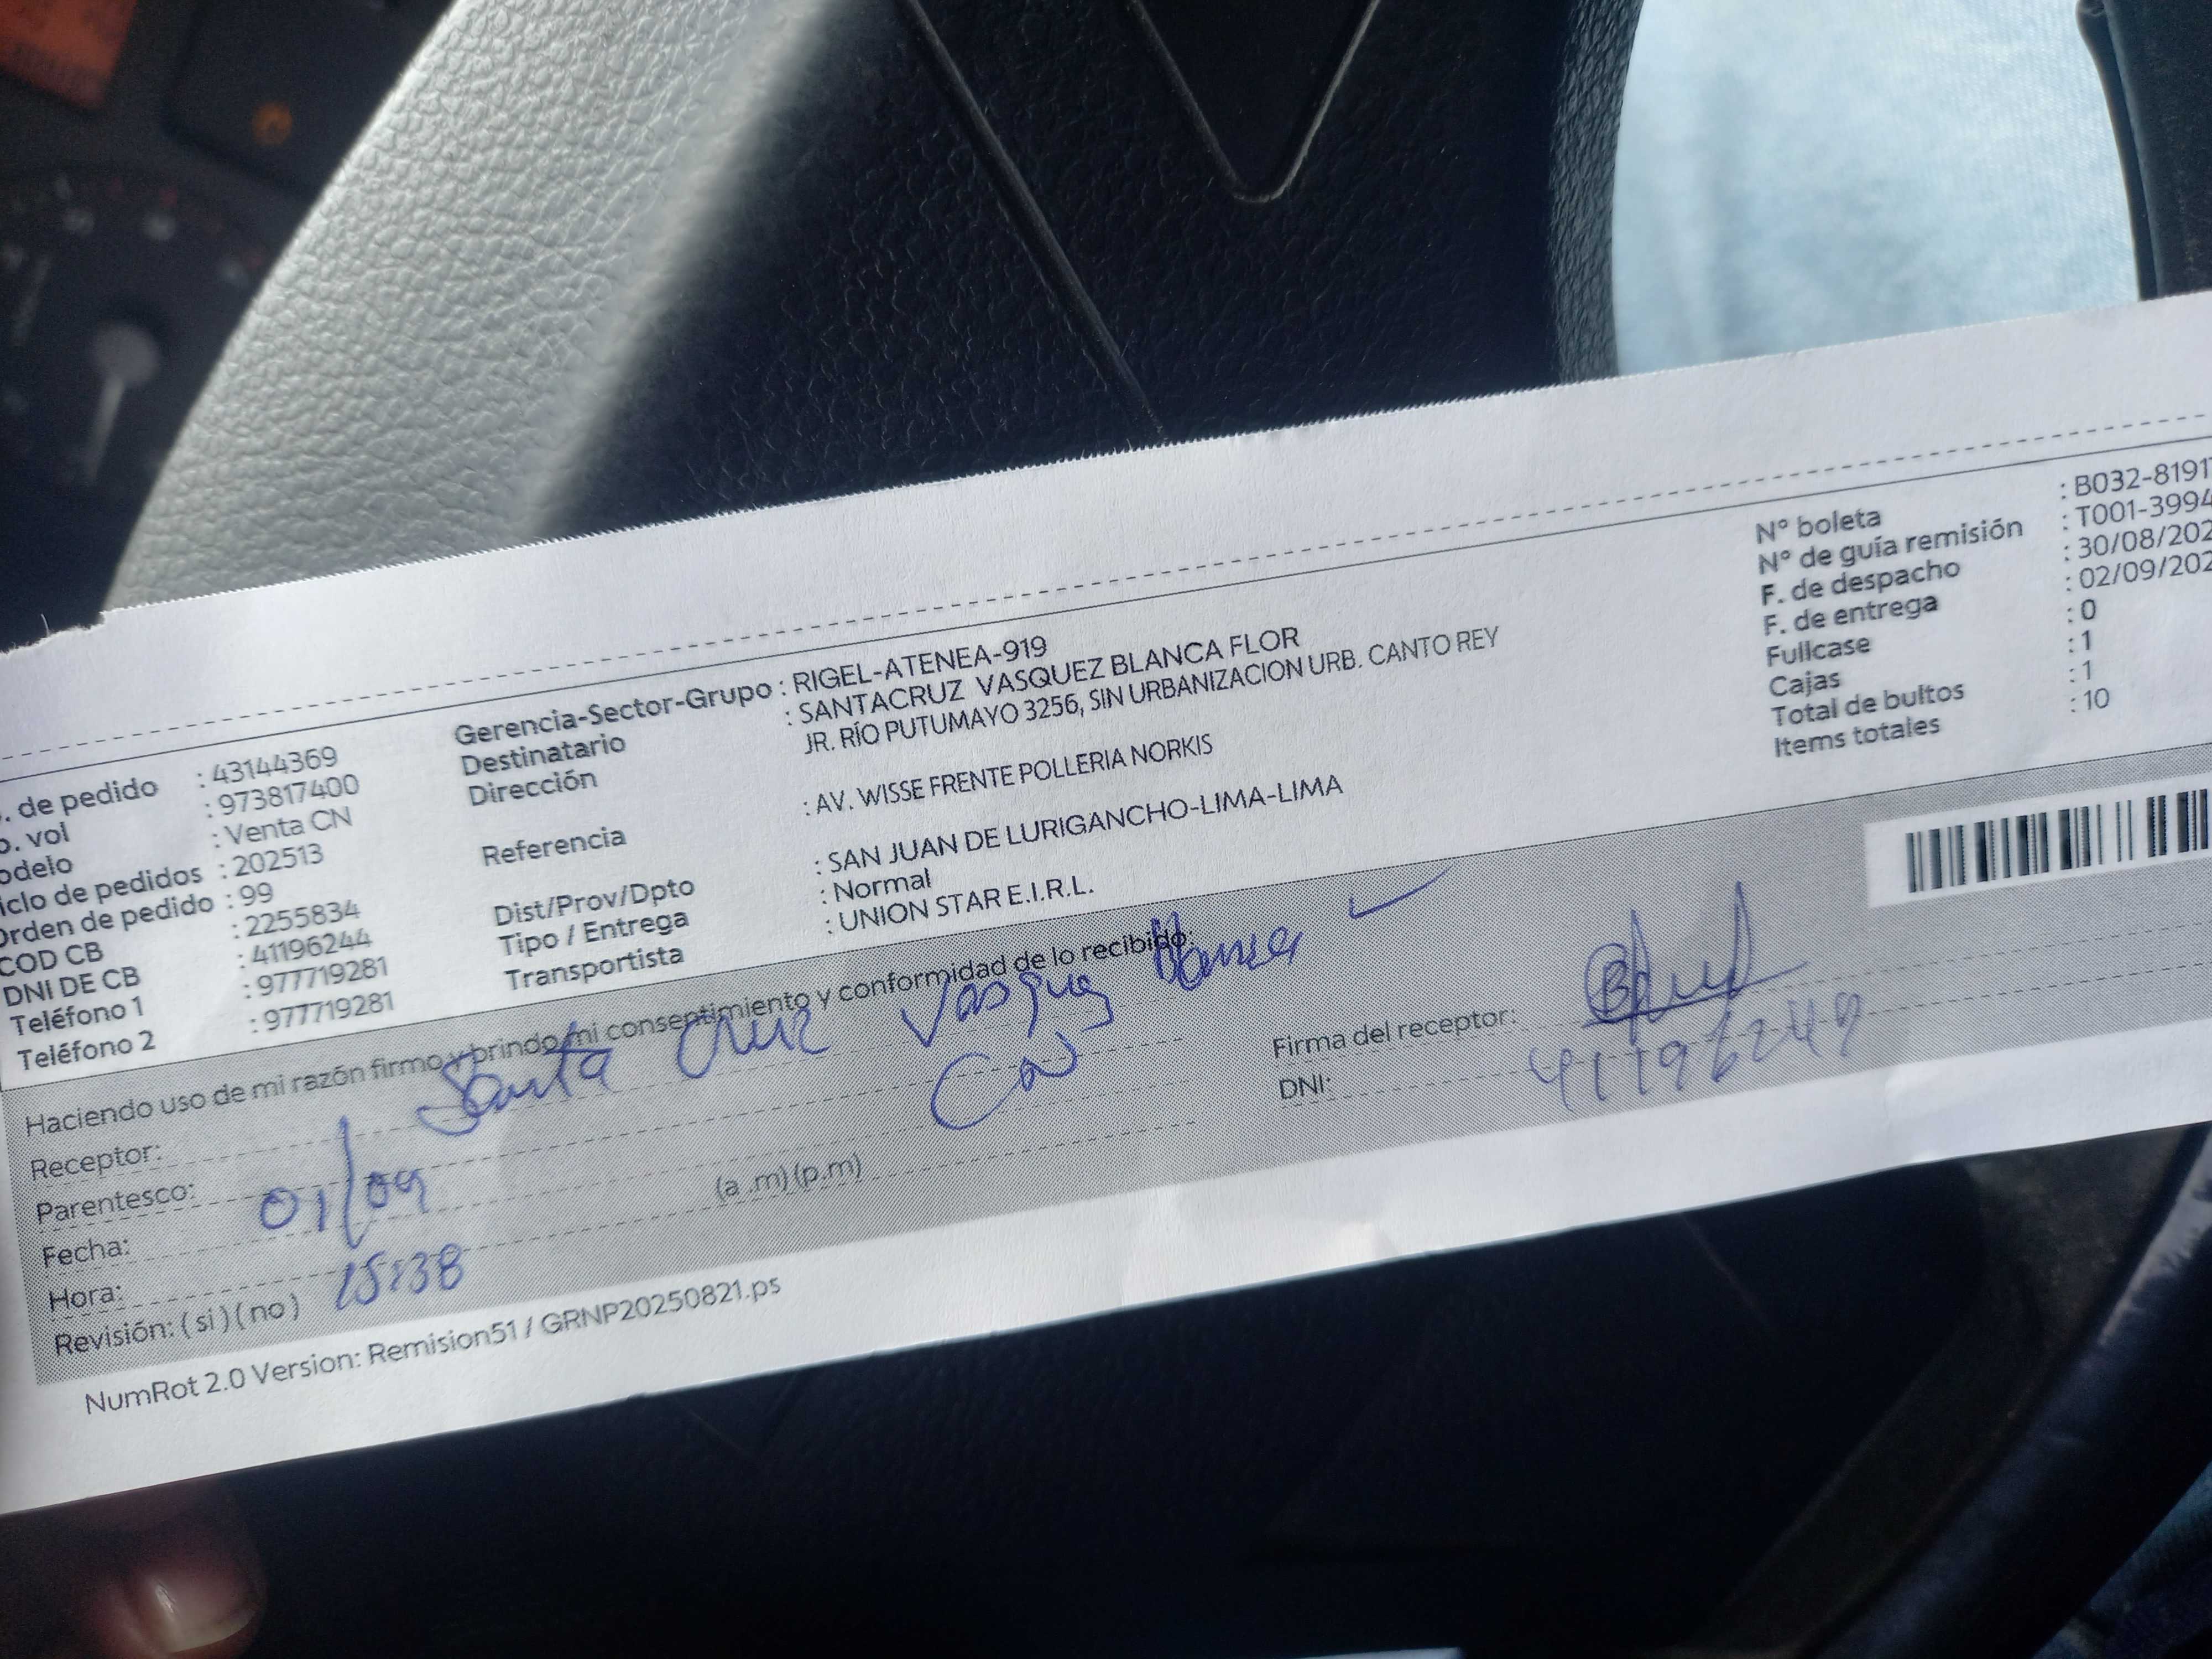 . de pedido : 43144369
o. vol : 973817400
odelo : Venta CN
iclo de pedidos : 202513
Orden de pedido : 99
COD CB : 2255834
DNI DE CB : 41196244
Teléfono 1 : 977719281
Teléfono 2 : 977719281
Gerencia-Sector-Grupo : RIGEL-ATENEA-919
Destinatario : SANTACRUZ VASQUEZ BLANCA FLOR
Dirección JR. RÍO PUTUMAYO 3256, SIN URBANIZACION URB. CANTO REY
Referencia : AV. WISSE FRENTE POLLERIA NORKIS
Dist/Prov/Dpto : SAN JUAN DE LURIGANCHO-LIMA-LIMA
Tipo / Entrega : Normal
Transportista : UNION STAR E.I.R.L.
N° boleta : B032-8191
N° de guía remisión : T001-3994
F. de despacho : 30/08/202
F. de entrega : 02/09/202
Fullcase : 0
Cajas : 1
Total de bultos : 1
Items totales : 10
Haciendo uso de mi razón firmo y brindo mi consentimiento y conformidad de lo recibido:
Receptor: Santa Cruz Vasquez
Parentesco:
Fecha: 01/09
Hora: 15:38 (a .m) (p.m)
Revisión: ( si ) ( no )
Firma del receptor:
DNI: 41196249
NumRot 2.0 Version: Remision51 / GRNP20250821.ps